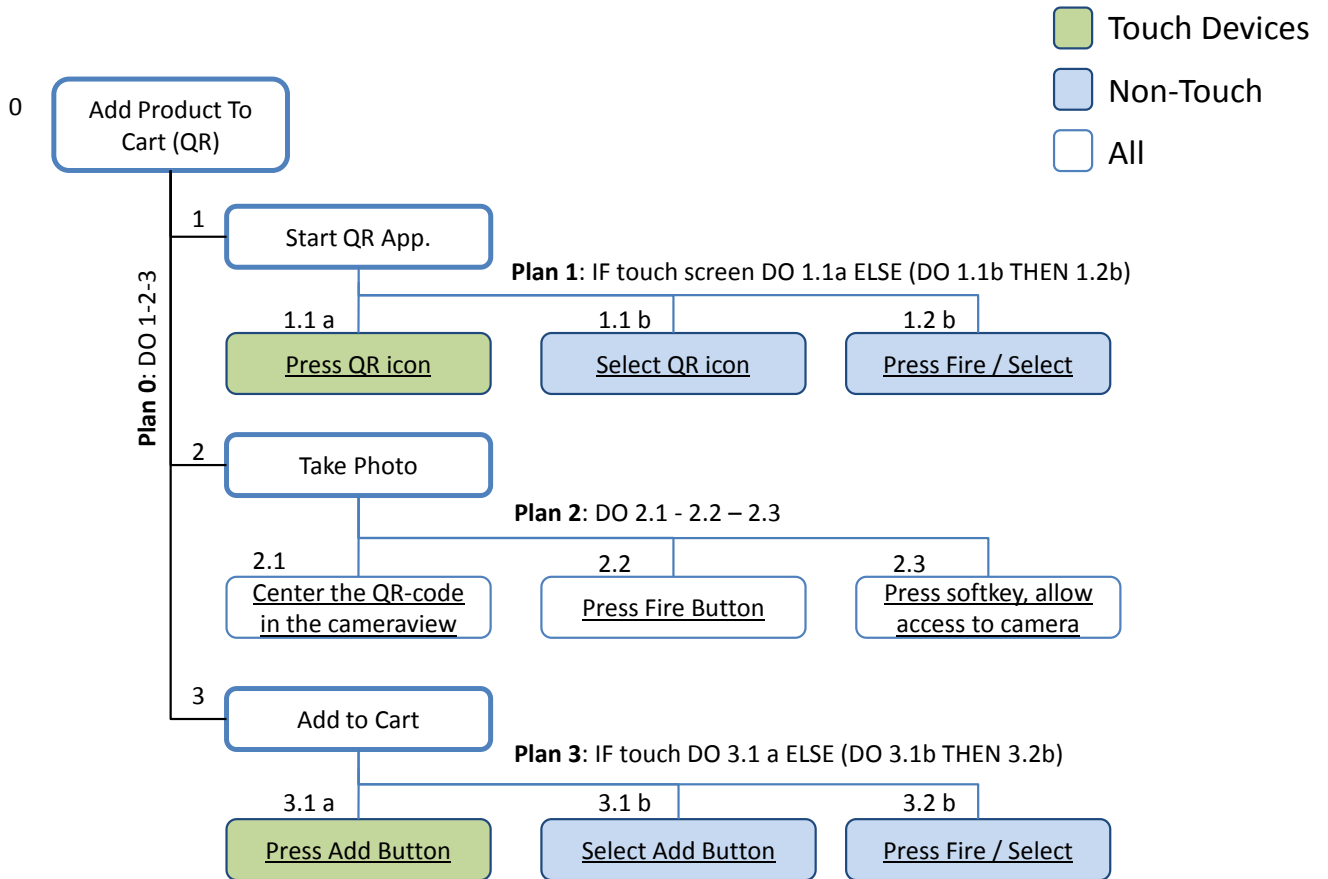 Touch Devices
Non-Touch
All
0
Add Product To
Cart (QR)
Plan 0: DO 1-2-3
1
Start QR App.
Plan 1: IF touch screen DO 1.1a ELSE (DO 1.1b THEN 1.2b)
1.1 a
1.1 b
1.2 b
Press QR icon
Select QR icon
Press Fire / Select
2
Take Photo
Plan 2: DO 2.1 - 2.2 – 2.3
2.1
2.2
2.3
Center the QR-code
in the cameraview
Press Fire Button
Press softkey, allow
access to camera
3
Add to Cart
Plan 3: IF touch DO 3.1 a ELSE (DO 3.1b THEN 3.2b)
3.1 a
3.1 b
3.2 b
Press Add Button
Select Add Button
Press Fire / Select